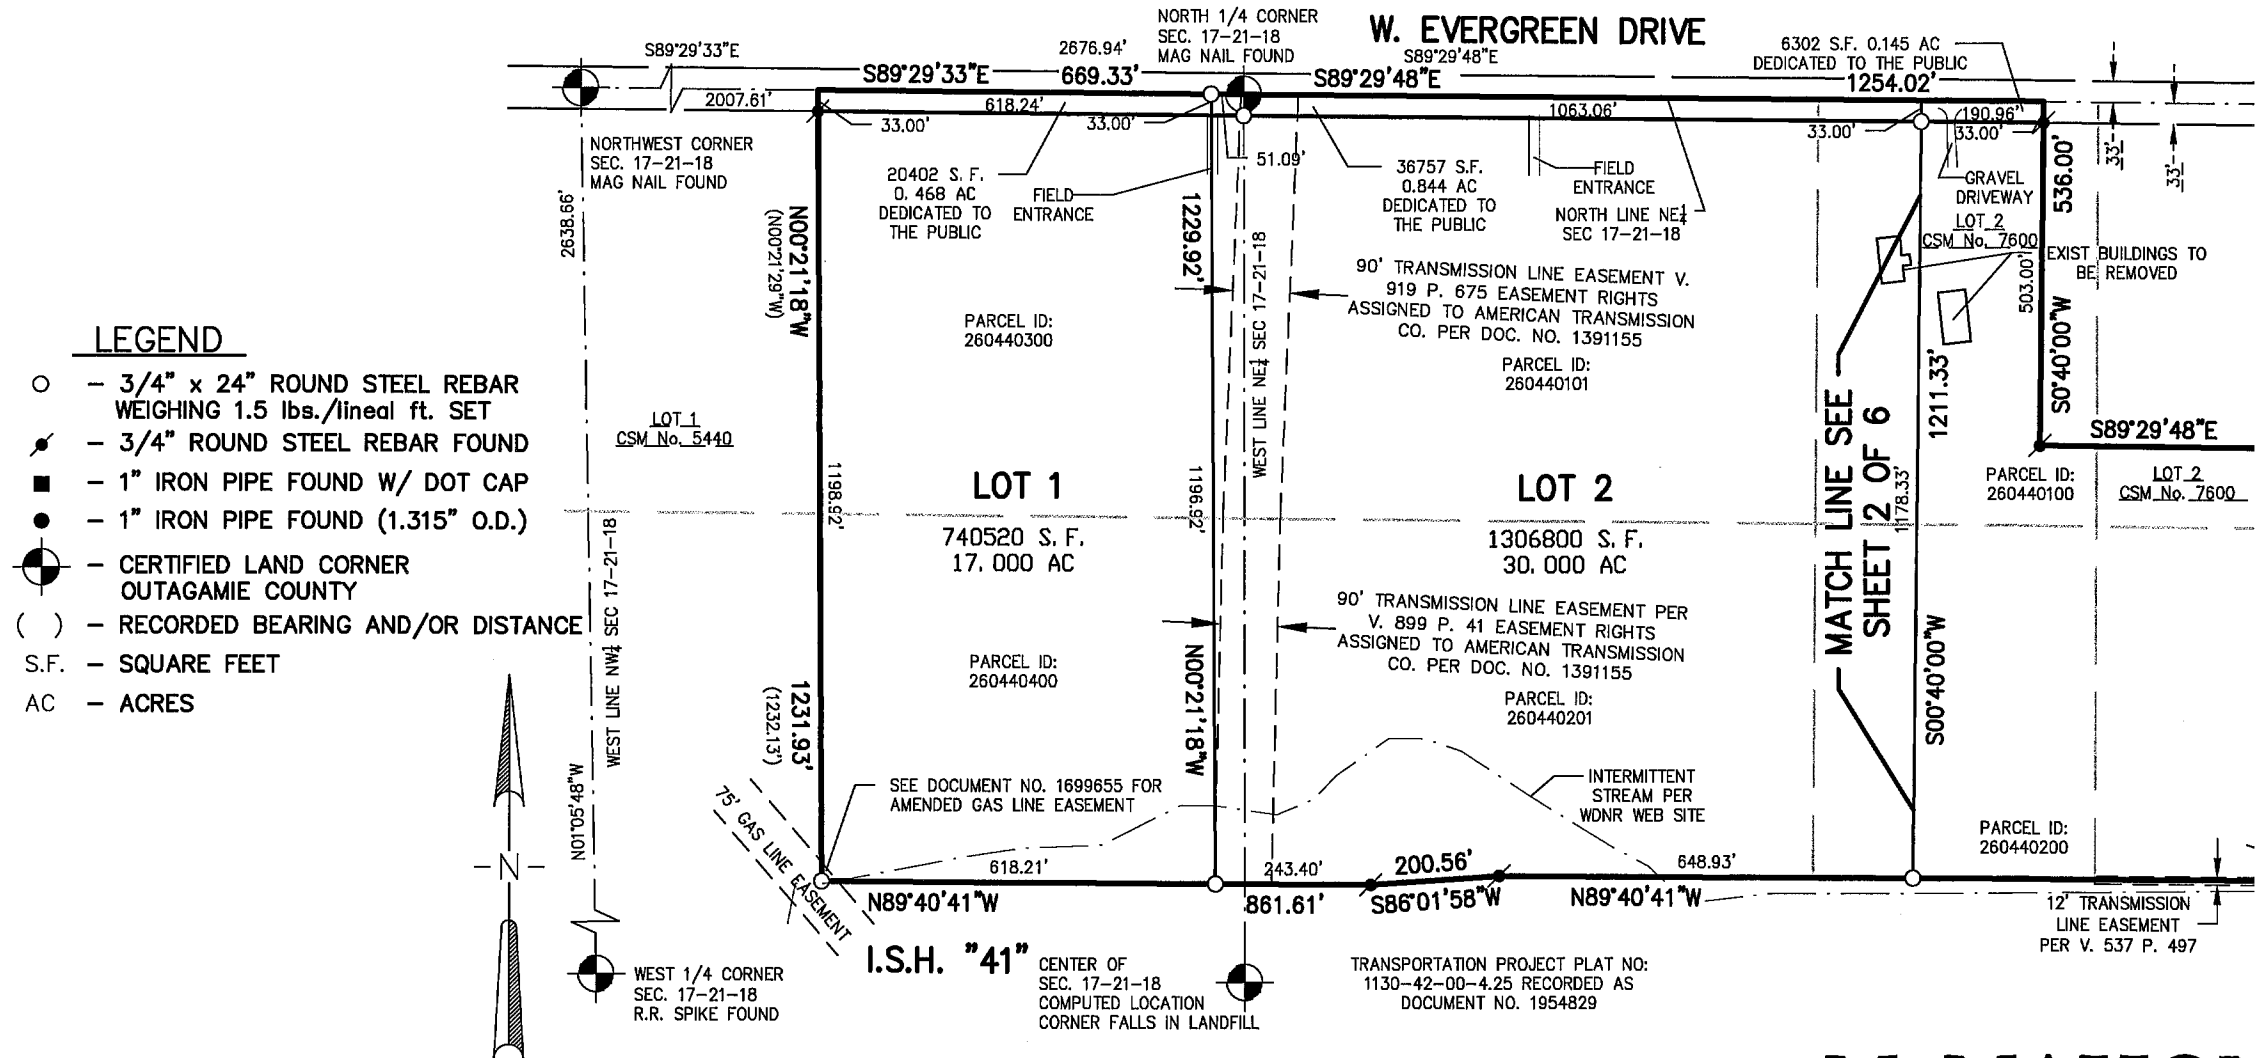 NORTH 1/4 CORNER
SEC. 17-21-18
MAG NAIL FOUND
W. EVERGREEN DRIVE
S89°29'33"E
2676.94'
S89°29'48"E
6302 S.F. 0.145 AC
DEDICATED TO THE PUBLIC
S89°29'33"E
669.33'
S89°29'48"E
1254.02'
2007.61'
618.24'
1063.06'
190.96'
33.00'
33.00'
33.00'
33.00'
33'
33'
NORTHWEST CORNER
SEC. 17-21-18
MAG NAIL FOUND
51.09'
20402 S. F.
0. 468 AC
DEDICATED TO
THE PUBLIC
FIELD
ENTRANCE
36757 S.F.
0.844 AC
DEDICATED TO
THE PUBLIC
FIELD
ENTRANCE
NORTH LINE NE¼
SEC 17-21-18
GRAVEL
DRIVEWAY
LOT 2
CSM No. 7600
EXIST BUILDINGS TO
BE REMOVED
536.00'
503.00'
S0°40'00"W
2638.66'
N00°21'18"W
(N00°21'29"W)
1229.92'
WEST LINE NE¼ SEC 17-21-18
90' TRANSMISSION LINE EASEMENT V.
919 P. 675 EASEMENT RIGHTS
ASSIGNED TO AMERICAN TRANSMISSION
CO. PER DOC. NO. 1391155
PARCEL ID:
260440300
PARCEL ID:
260440101
LEGEND
– 3/4" x 24" ROUND STEEL REBAR
WEIGHING 1.5 lbs./lineal ft. SET
– 3/4" ROUND STEEL REBAR FOUND
– 1" IRON PIPE FOUND W/ DOT CAP
– 1" IRON PIPE FOUND (1.315" O.D.)
– CERTIFIED LAND CORNER
OUTAGAMIE COUNTY
( ) – RECORDED BEARING AND/OR DISTANCE
S.F. – SQUARE FEET
AC – ACRES
LOT 1
CSM No. 5440
1198.92'
LOT 1
740520 S. F.
17. 000 AC
1196.92'
LOT 2
1306800 S. F.
30. 000 AC
MATCH LINE SEE
SHEET 2 OF 6
1211.33'
1178.33'
S00°40'00"W
S89°29'48"E
PARCEL ID:
260440100
LOT 2
CSM No. 7600
WEST LINE NW¼ SEC 17-21-18
90' TRANSMISSION LINE EASEMENT PER
V. 899 P. 41 EASEMENT RIGHTS
ASSIGNED TO AMERICAN TRANSMISSION
CO. PER DOC. NO. 1391155
PARCEL ID:
260440400
PARCEL ID:
260440201
1231.93'
(1232.13')
N00°21'18"W
N01°05'48"W
SEE DOCUMENT NO. 1699655 FOR
AMENDED GAS LINE EASEMENT
75' GAS LINE EASEMENT
INTERMITTENT
STREAM PER
WDNR WEB SITE
PARCEL ID:
260440200
N
618.21'
243.40'
200.56'
648.93'
N89°40'41"W
861.61'
S86°01'58"W
N89°40'41"W
12' TRANSMISSION
LINE EASEMENT
PER V. 537 P. 497
I.S.H. "41"
WEST 1/4 CORNER
SEC. 17-21-18
R.R. SPIKE FOUND
CENTER OF
SEC. 17-21-18
COMPUTED LOCATION
CORNER FALLS IN LANDFILL
TRANSPORTATION PROJECT PLAT NO:
1130-42-00-4.25 RECORDED AS
DOCUMENT NO. 1954829